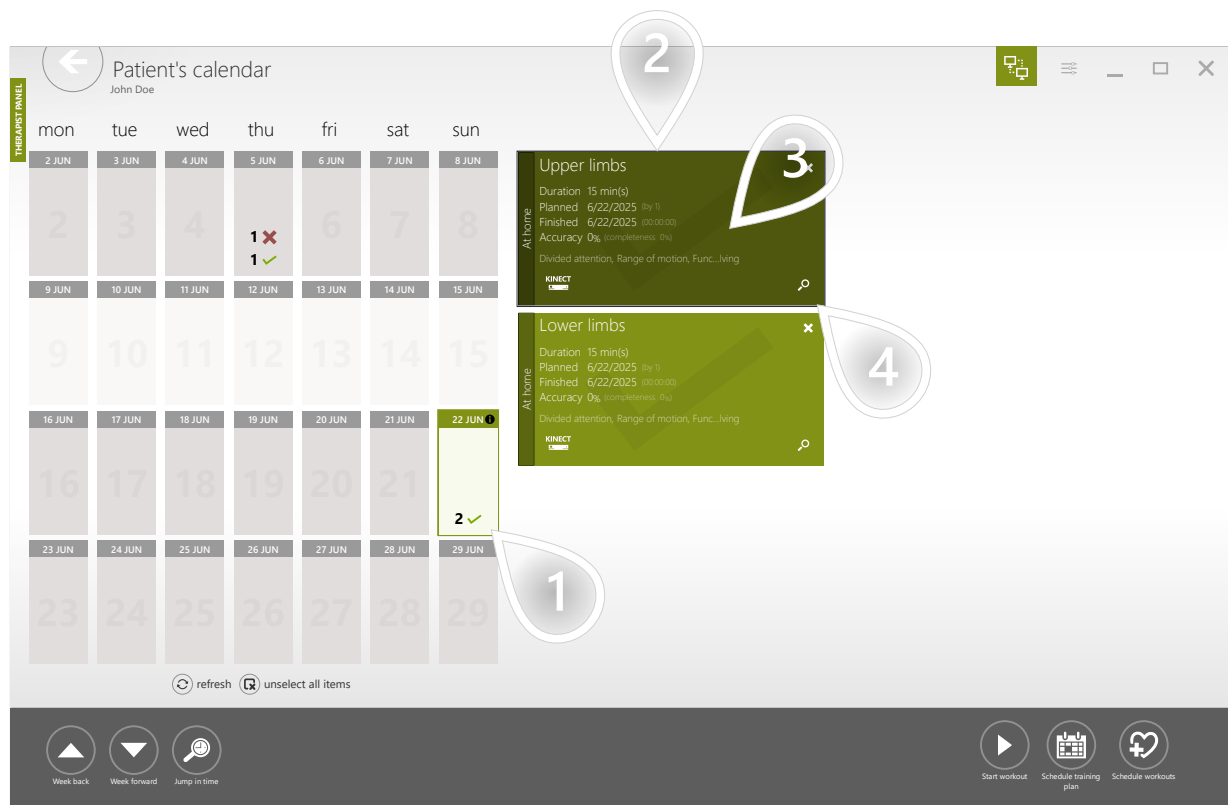 Patient's calendar
John Doe
THERAPIST PANEL
mon tue wed thu fri sat sun
2 JUN 3 JUN 4 JUN 5 JUN 6 JUN 7 JUN 8 JUN
2 3 4 6 7 8
1
1
9 JUN 10 JUN 11 JUN 12 JUN 13 JUN 14 JUN 15 JUN
9 10 11 12 13 14 15
16 JUN 17 JUN 18 JUN 19 JUN 20 JUN 21 JUN 22 JUN
16 17 18 19 20 21
2
23 JUN 24 JUN 25 JUN 26 JUN 27 JUN 28 JUN 29 JUN
23 24 25 26 27 28 29
refresh unselect all items
2
3
4
1
At home
Upper limbs
Duration 15 min(s)
Planned 6/22/2025 (by 1)
Finished 6/22/2025 (00:00:00)
Accuracy 0% (completeness 0%)
Divided attention, Range of motion, Func...lving
KINECT
At home
Lower limbs
Duration 15 min(s)
Planned 6/22/2025 (by 1)
Finished 6/22/2025 (00:00:00)
Accuracy 0% (completeness 0%)
Divided attention, Range of motion, Func...lving
KINECT
Week back
Week forward
Jump in time
Start workout
Schedule training
plan
Schedule workouts